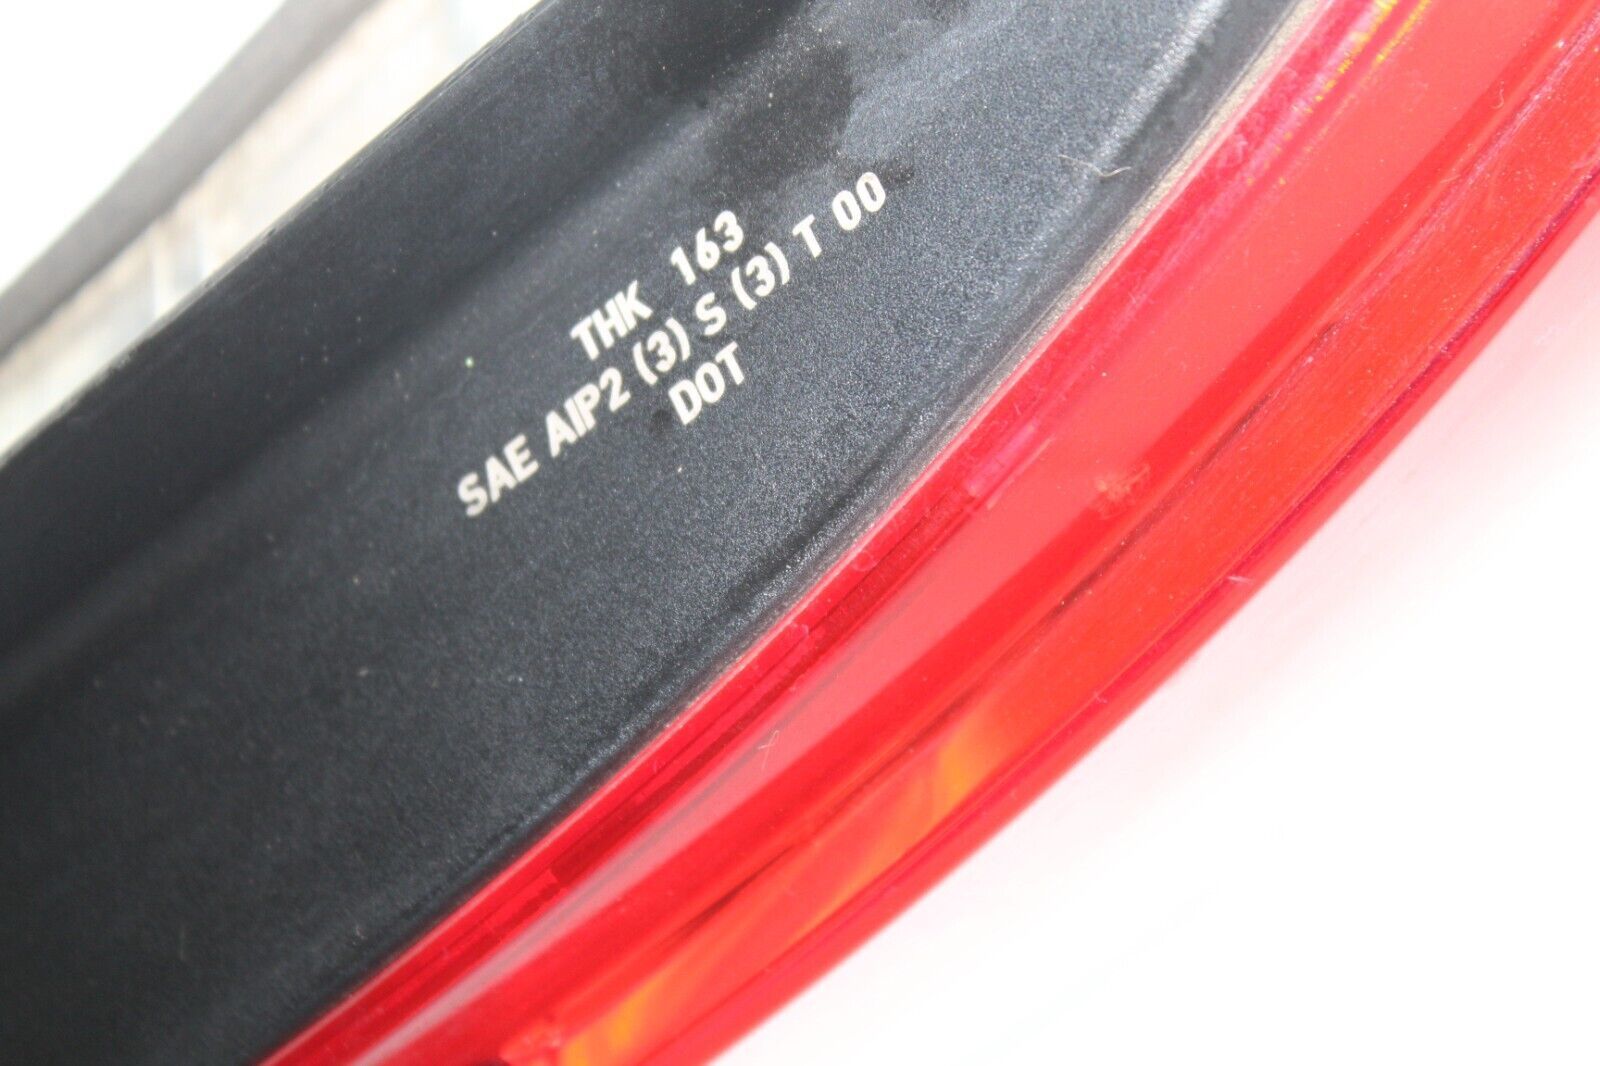 THK 163
SAE AIP2 (3) S (3) T 00
DOT